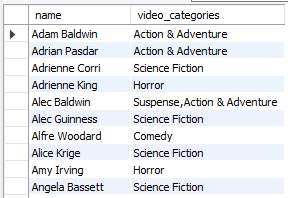 name video_categories
Adam Baldwin Action & Adventure
Adrian Pasdar Action & Adventure
Adrienne Corri Science Fiction
Adrienne King Horror
Alec Baldwin Suspense,Action & Adventure
Alec Guinness Science Fiction
Alfre Woodard Comedy
Alice Krige Science Fiction
Amy Irving Horror
Angela Bassett Science Fiction